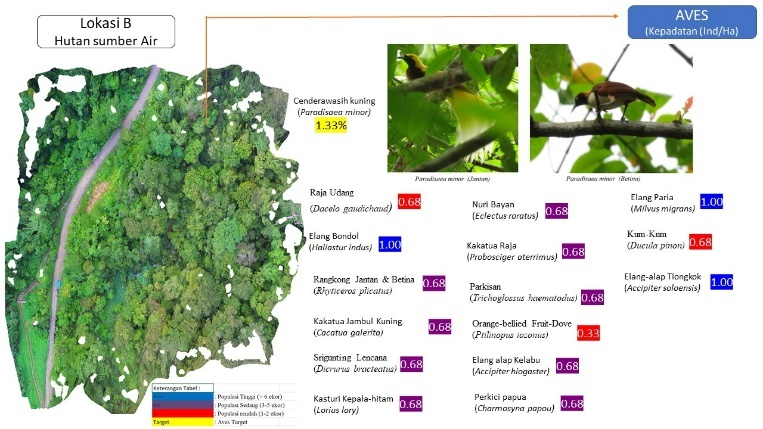 Lokasi B
Hutan sumber Air
AVES
(Kepadatan (Ind/Ha)
Cenderawasih kuning
(Paradisaea minor)
1.33%
Paradisaea minor (Jantan)
Paradisaea minor (Betina)
Raja Udang
(Dacelo gaudichaud)
0.68
Elang Bondol
(Haliastur indus)
1.00
Rangkong Jantan & Betina
(Rhyticeros plicatus)
0.68
Kakatua Jambul Kuning
(Cacatua galerita)
0.68
Srigunting Lencana
(Dicrurus bracteatus)
0.68
Kasturi Kepala-hitam
(Lorius lory)
0.68
Nuri Bayan
(Eclectus roratus)
0.68
Kakatua Raja
(Probosciger aterrimus)
0.68
Parkisan
(Trichoglossus haematodus)
0.68
Orange-bellied Fruit-Dove
(Ptilinopus iozonus)
0.33
Elang alap Kelabu
(Accipiter hiogaster)
0.68
Perkici papua
(Charmosyna papou)
0.68
Elang Paria
(Milvus migrans)
1.00
Kum-Kum
(Ducula pinon)
0.68
Elang-alap Tiongkok
(Accipiter soloensis)
1.00
Keterangan Tabel :
: Populasi Tinggi (> 6 ekor)
: Populasi Sedang (3-5 ekor)
: Populasi rendah (1-2 ekor)
Target : Aves Target